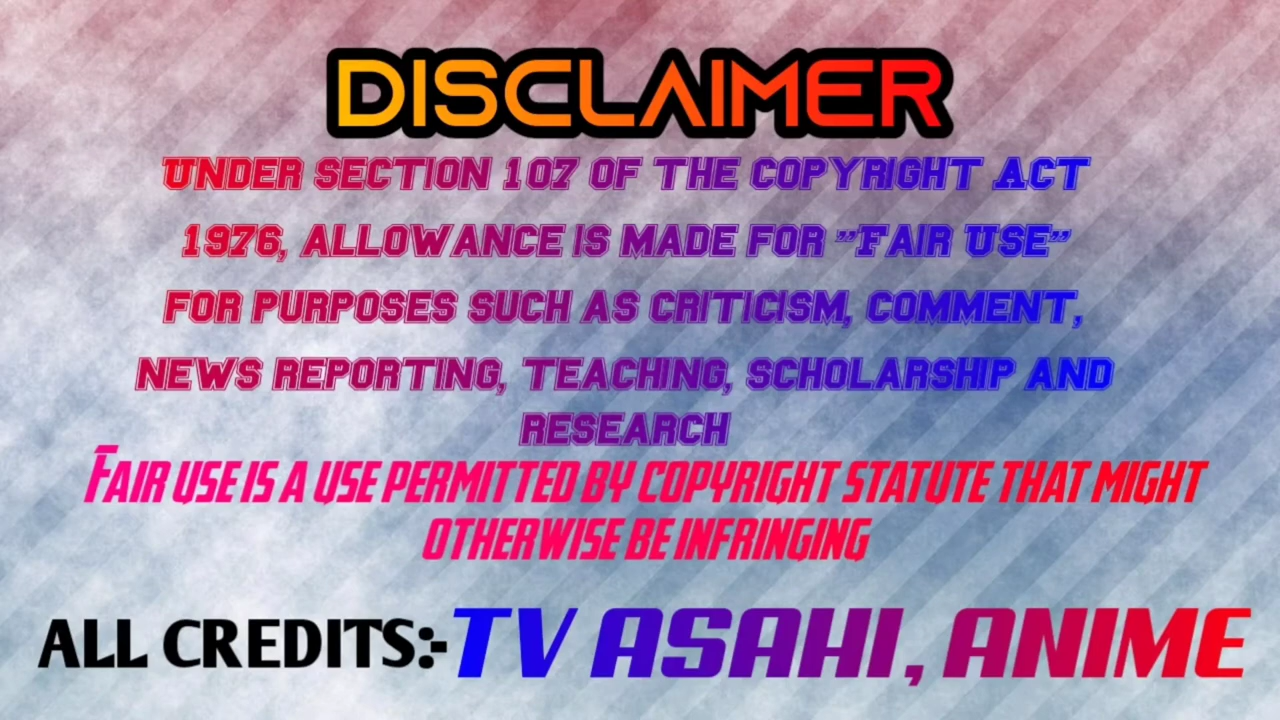 DISCLAIMER
UNDER SECTION 107 OF THE COPYRIGHT ACT
1976, ALLOWANCE IS MADE FOR "FAIR USE"
FOR PURPOSES SUCH AS CRITICISM, COMMENT,
NEWS REPORTING, TEACHING, SCHOLARSHIP AND
RESEARCH
FAIR USE IS A USE PERMITTED BY COPYRIGHT STATUTE THAT MIGHT
OTHERWISE BE INFRINGING
ALL CREDITS:-TV ASAHI, ANIME